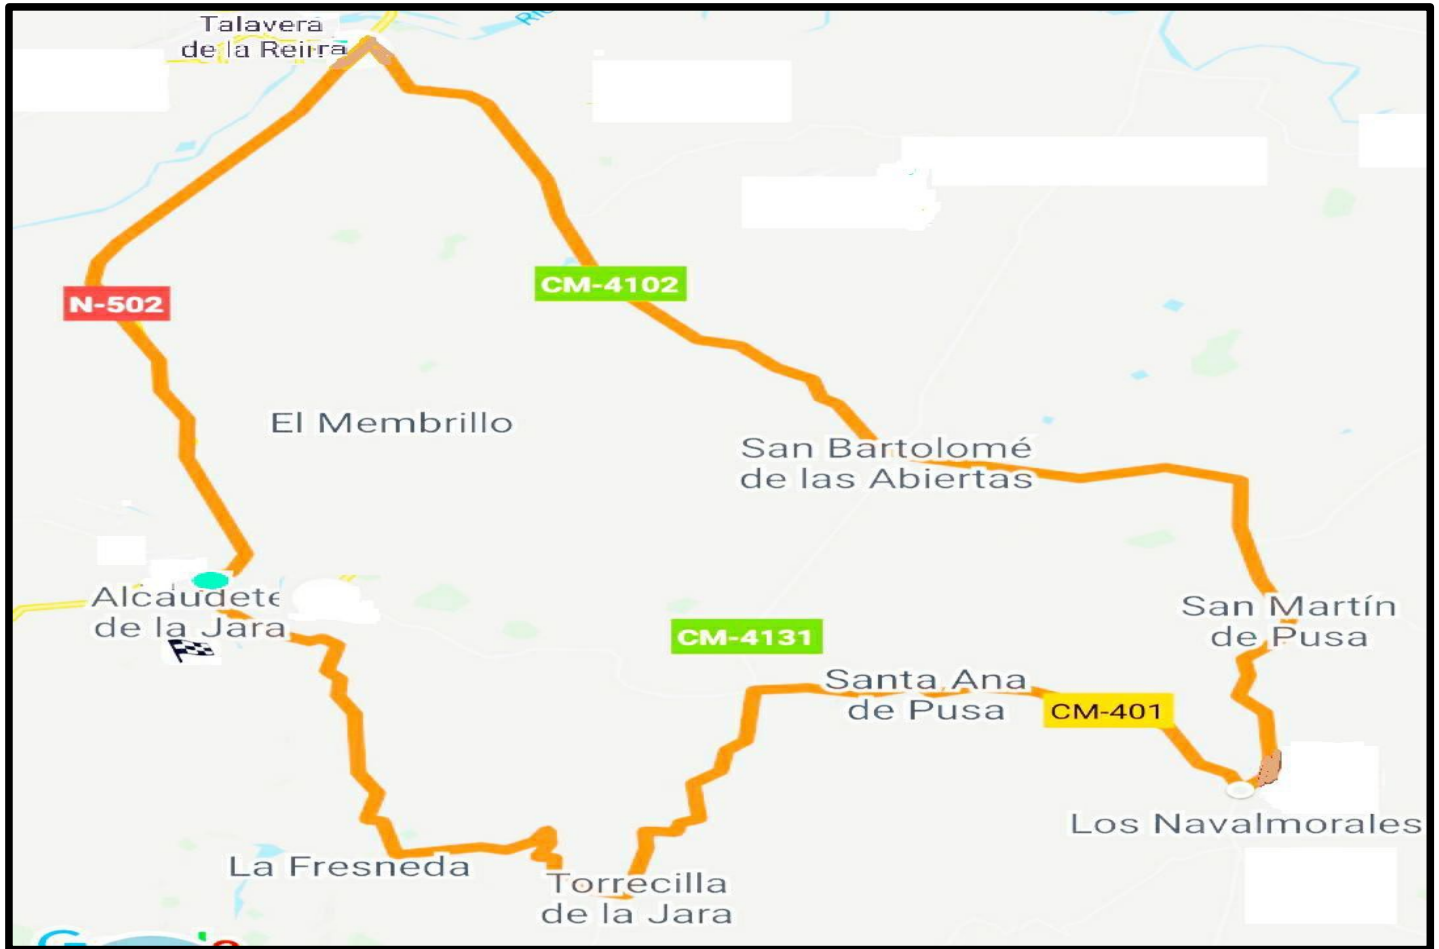 Talavera
de la Reina
CM-4102
N-502
El Membrillo
San Bartolomé
de las Abiertas
Alcaudete
de la Jara
San Martín
de Pusa
CM-4131
Santa Ana
de Pusa
CM-401
Los Navalmorales
La Fresneda
Torrecilla
de la Jara